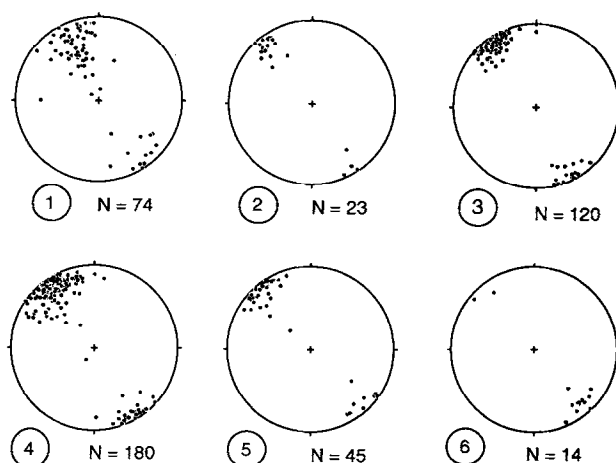 1 N = 74
2 N = 23
3 N = 120
4 N = 180
5 N = 45
6 N = 14